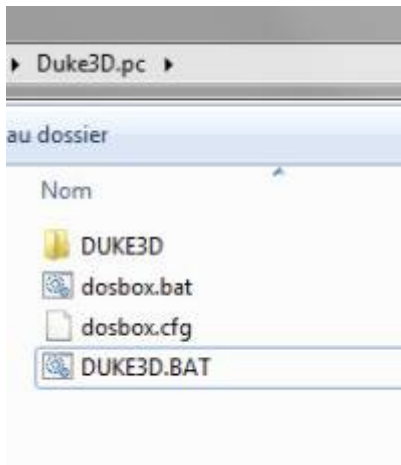 Duke3D.pc
au dossier
Nom
DUKE3D
dosbox.bat
dosbox.cfg
DUKE3D.BAT